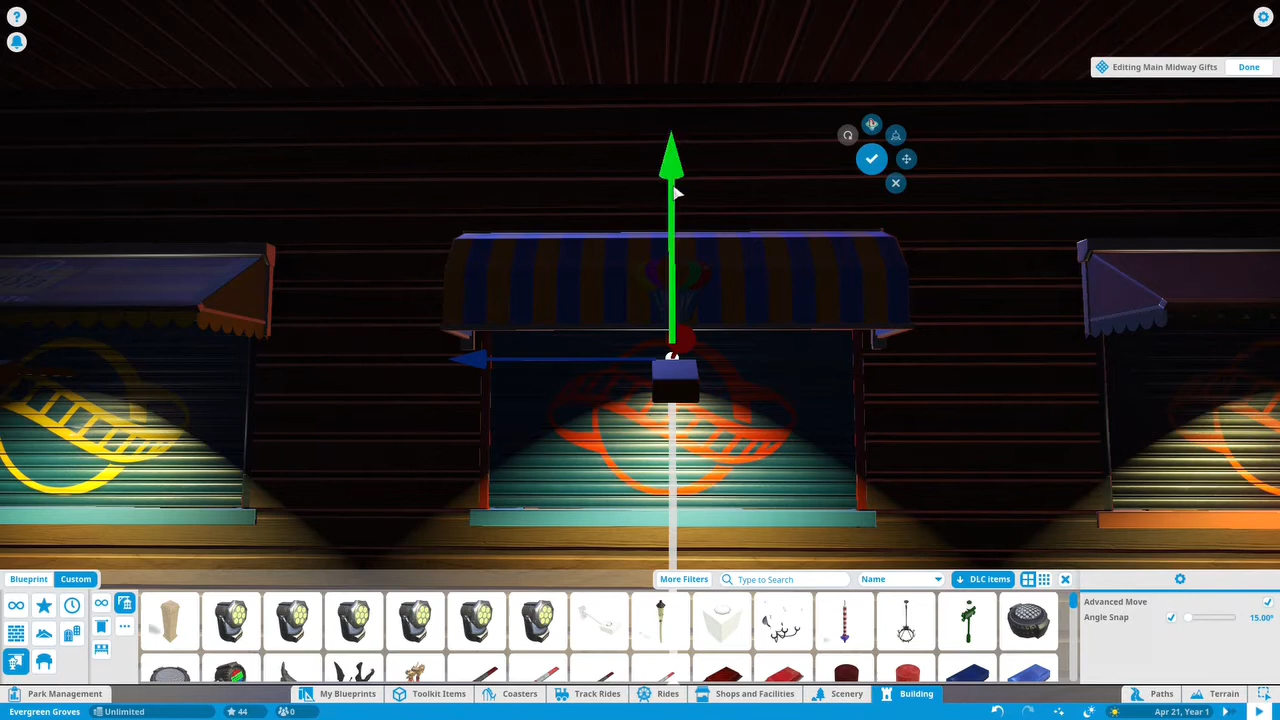 ?
Editing Main Midway Gifts Done
Blueprint Custom
More Filters Type to Search Name DLC items
Advanced Move
Angle Snap 15.00°
Park Management My Blueprints Toolkit Items Coasters Track Rides Rides Shops and Facilities Scenery Building Paths Terrain
Evergreen Groves Unlimited 44 0 Apr 21, Year 1